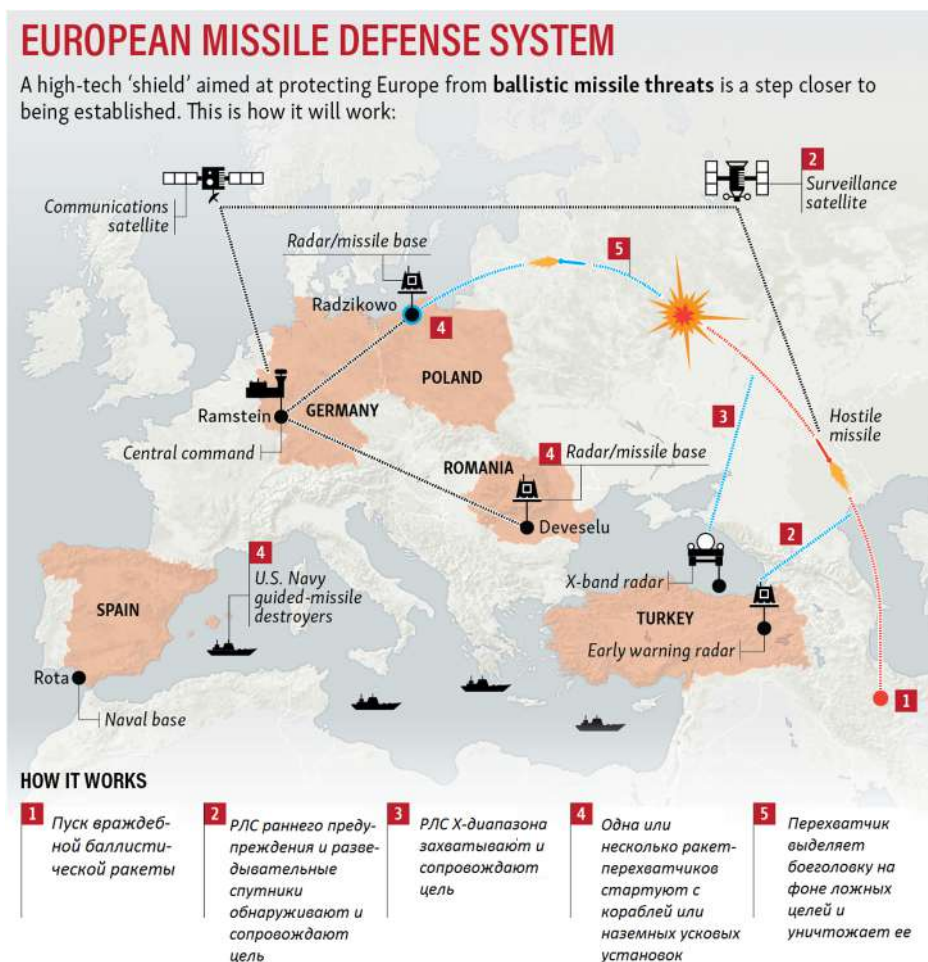 EUROPEAN MISSILE DEFENSE SYSTEM
A high-tech ‘shield’ aimed at protecting Europe from ballistic missile threats is a step closer to
being established. This is how it will work:
2
Communications
satellite
Surveillance
satellite
Radar/missile base
5
Radzikowo
4
POLAND
Ramstein
GERMANY
3
Hostile
missile
Central command
ROMANIA
4
Radar/missile base
Deveselu
2
4
U.S. Navy
guided-missile
destroyers
X-band radar
SPAIN
TURKEY
Early warning radar
Rota
1
Naval base
HOW IT WORKS
1
Пуск враждеб-
ной баллисти-
ческой ракеты
2
РЛС раннего преду-
преждения и разве-
дывательные
спутники
обнаруживают и
сопровождают
цель
3
РЛС X-диапазона
захватывают и
сопровождают
цель
4
Одна или
несколько ракет-
перехватчиков
стартуют с
кораблей или
наземных усковых
установок
5
Перехватчик
выделяет
боеголовку на
фоне ложных
целей и
уничтожает ее